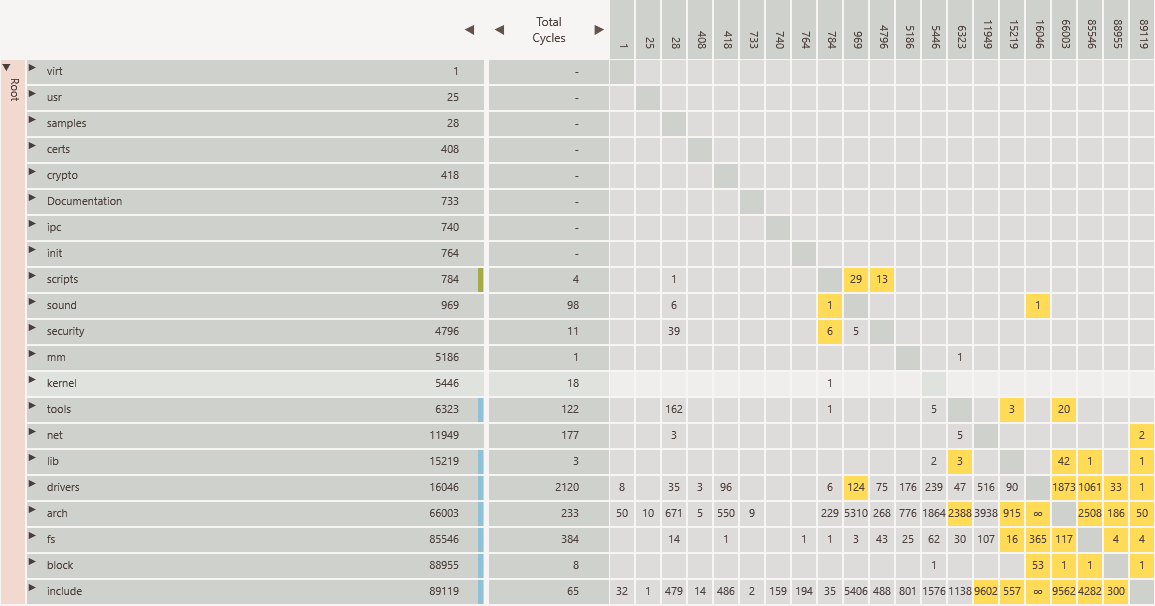 Total
Cycles
1 25 28 408 418 733 740 764 784 969 4796 5186 5446 6323 11949 15219 16046 66003 85546 88955 89119
Root
virt 1 -
usr 25 -
samples 28 -
certs 408 -
crypto 418 -
Documentation 733 -
ipc 740 -
init 764 -
scripts 784 4 1 29 13
sound 969 98 6 1 1
security 4796 11 39 6 5
mm 5186 1 1
kernel 5446 18 1
tools 6323 122 162 1 5 3 20
net 11949 177 3 5 2
lib 15219 3 2 3 42 1 1
drivers 16046 2120 8 35 3 96 6 124 75 176 239 47 516 90 1873 1061 33 1
arch 66003 233 50 10 671 5 550 9 229 5310 268 776 1864 2388 3938 915 ∞ 2508 186 50
fs 85546 384 14 1 1 1 3 43 25 62 30 107 16 365 117 4 4
block 88955 8 1 53 1 1 1
include 89119 65 32 1 479 14 486 2 159 194 35 5406 488 801 1576 1138 9602 557 ∞ 9562 4282 300